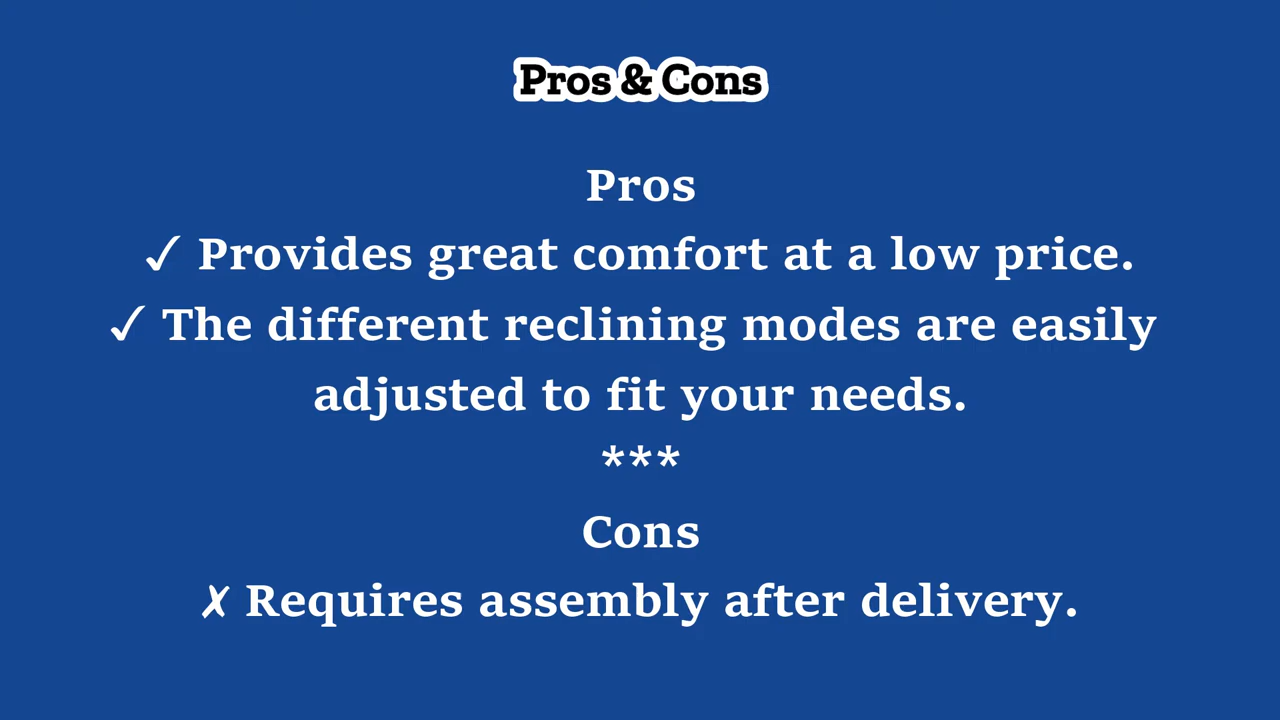 Pros & Cons
Pros
✓ Provides great comfort at a low price.
✓ The different reclining modes are easily
adjusted to fit your needs.
***
Cons
✗ Requires assembly after delivery.